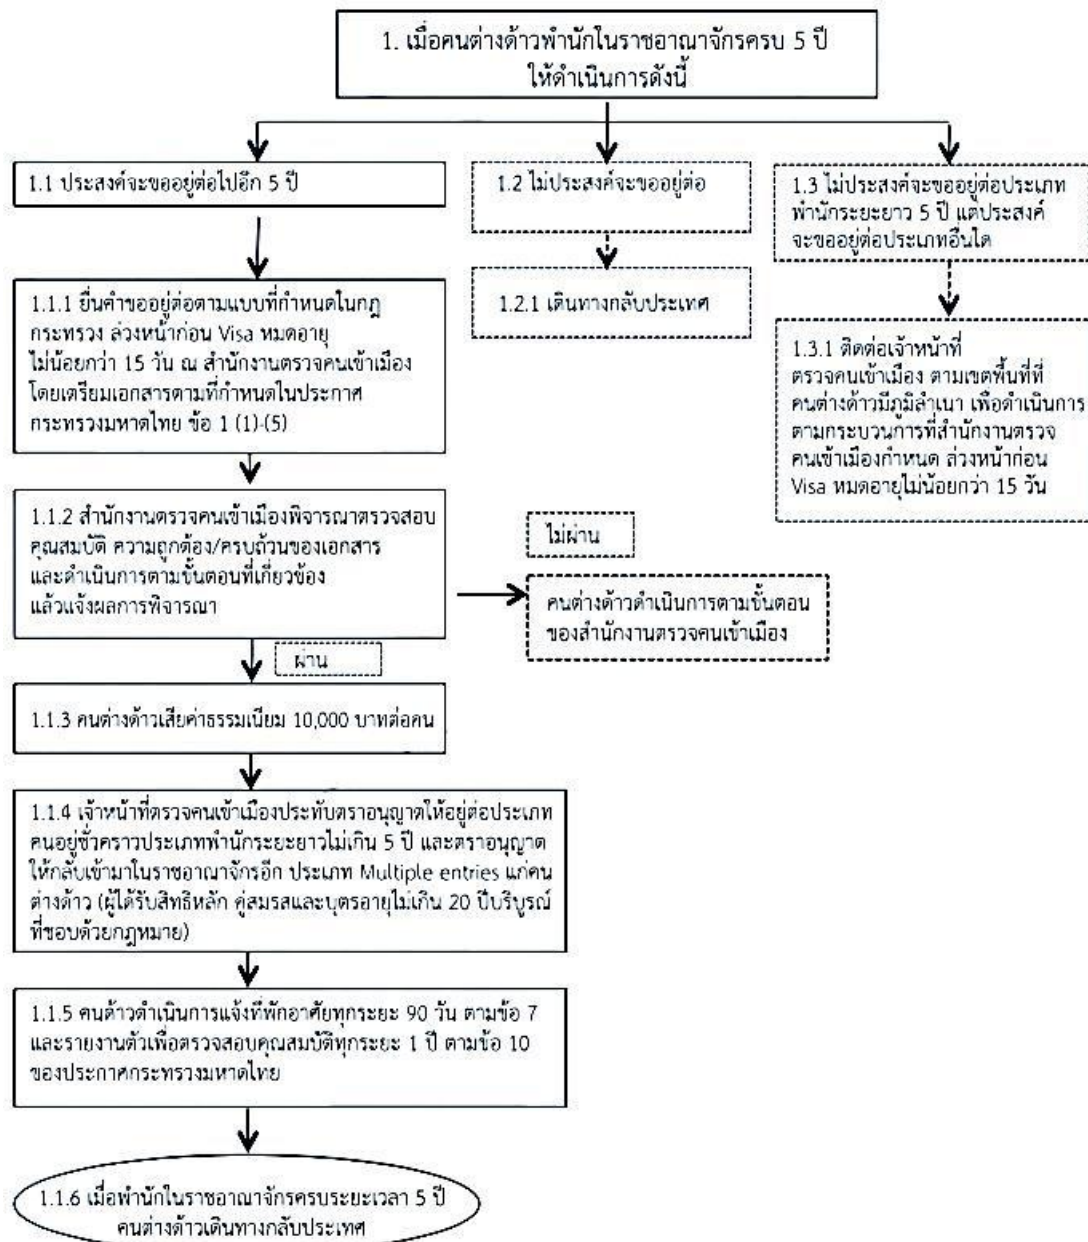 1. เมื่อคนต่างด้าวพำนักในราชอาณาจักรครบ 5 ปี
ให้ดำเนินการดังนี้
1.1 ประสงค์จะขออยู่ต่อไปอีก 5 ปี
1.2 ไม่ประสงค์จะขออยู่ต่อ
1.3 ไม่ประสงค์จะขออยู่ต่อประเภท
พำนักระยะยาว 5 ปี แต่ประสงค์
จะขออยู่ต่อประเภทอื่นใด
1.1.1 ยื่นคำขออยู่ต่อตามแบบที่กำหนดในกฎ
กระทรวง ล่วงหน้าก่อน Visa หมดอายุ
ไม่น้อยกว่า 15 วัน ณ สำนักงานตรวจคนเข้าเมือง
โดยเตรียมเอกสารตามที่กำหนดในประกาศ
กระทรวงมหาดไทย ข้อ 1 (1)-(5)
1.2.1 เดินทางกลับประเทศ
1.3.1 ติดต่อเจ้าหน้าที่
ตรวจคนเข้าเมือง ตามเขตพื้นที่ที่
คนต่างด้าวมีภูมิลำเนา เพื่อดำเนินการ
ตามกระบวนการที่สำนักงานตรวจ
คนเข้าเมืองกำหนด ล่วงหน้าก่อน
Visa หมดอายุไม่น้อยกว่า 15 วัน
1.1.2 สำนักงานตรวจคนเข้าเมืองพิจารณาตรวจสอบ
คุณสมบัติ ความถูกต้อง/ครบถ้วนของเอกสาร
และดำเนินการตามขั้นตอนที่เกี่ยวข้อง
แล้วแจ้งผลการพิจารณา
ไม่ผ่าน
คนต่างด้าวดำเนินการตามขั้นตอน
ของสำนักงานตรวจคนเข้าเมือง
ผ่าน
1.1.3 คนต่างด้าวเสียค่าธรรมเนียม 10,000 บาทต่อคน
1.1.4 เจ้าหน้าที่ตรวจคนเข้าเมืองประทับตราอนุญาตให้อยู่ต่อประเภท
คนอยู่ชั่วคราวประเภทพำนักระยะยาวไม่เกิน 5 ปี และตราอนุญาต
ให้กลับเข้ามาในราชอาณาจักรอีก ประเภท Multiple entries แก่คน
ต่างด้าว (ผู้ได้รับสิทธิหลัก คู่สมรสและบุตรอายุไม่เกิน 20 ปีบริบูรณ์
ที่ชอบด้วยกฎหมาย)
1.1.5 คนด้าวดำเนินการแจ้งที่พักอาศัยทุกระยะ 90 วัน ตามข้อ 7
และรายงานตัวเพื่อตรวจสอบคุณสมบัติทุกระยะ 1 ปี ตามข้อ 10
ของประกาศกระทรวงมหาดไทย
1.1.6 เมื่อพำนักในราชอาณาจักรครบระยะเวลา 5 ปี
คนต่างด้าวเดินทางกลับประเทศ